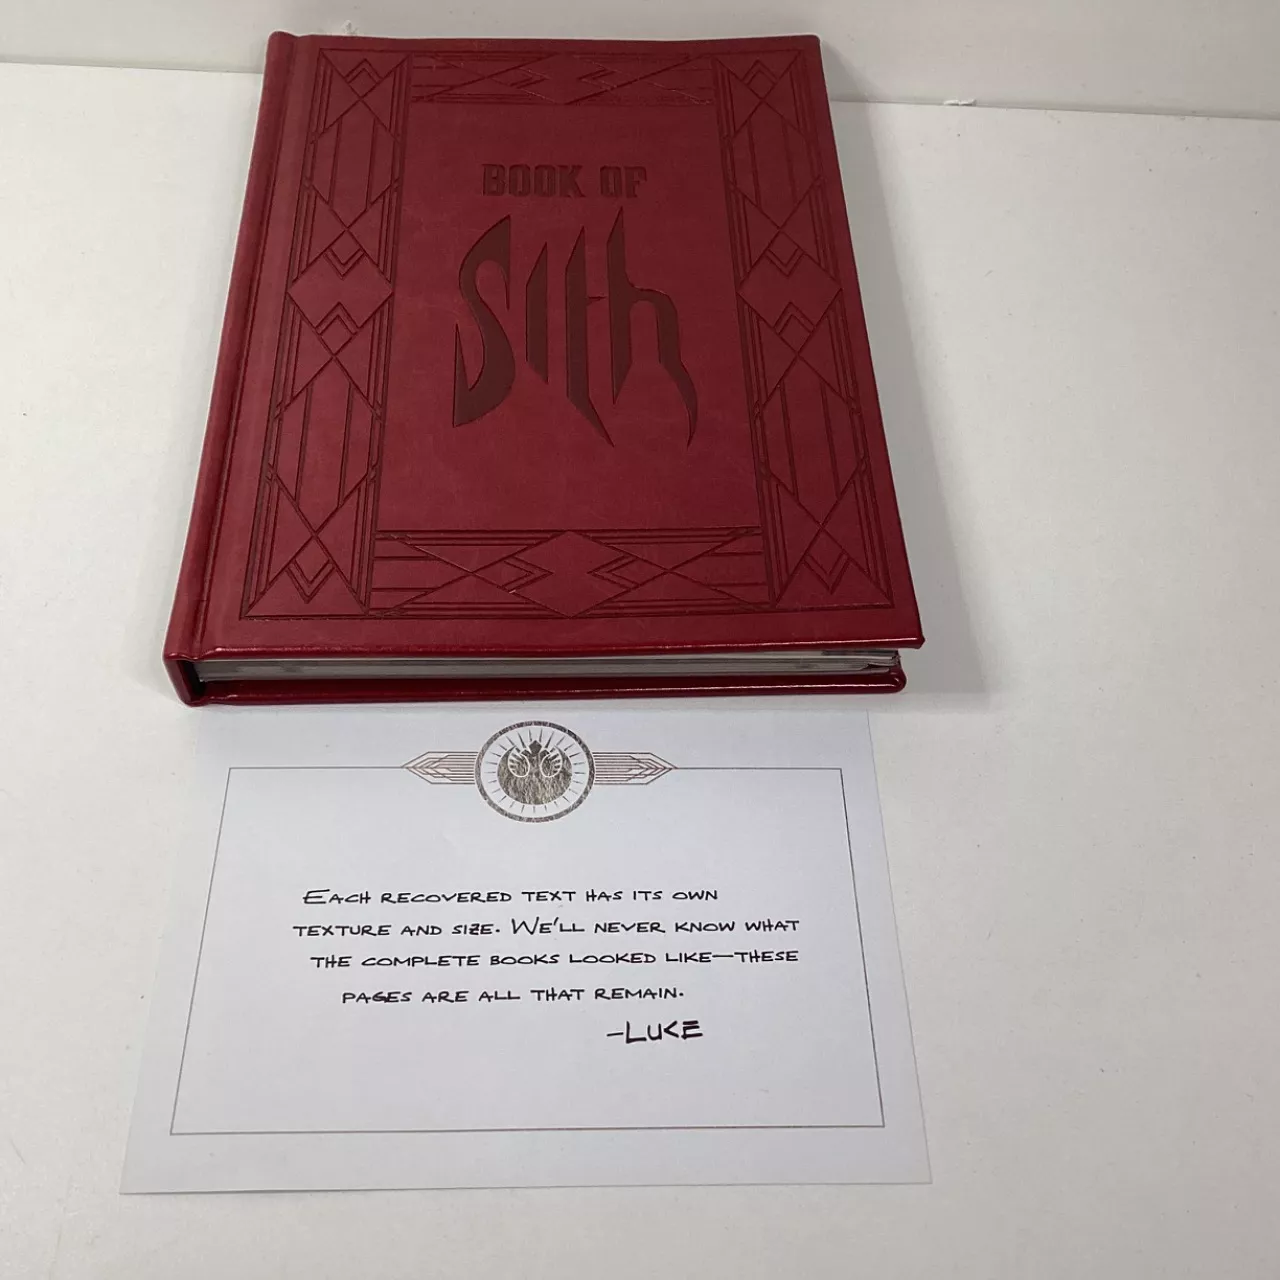 BOOK OF
Sith
EACH RECOVERED TEXT HAS ITS OWN
TEXTURE AND SIZE. WE'LL NEVER KNOW WHAT
THE COMPLETE BOOKS LOOKED LIKE—THESE
PAGES ARE ALL THAT REMAIN.
–LUKE